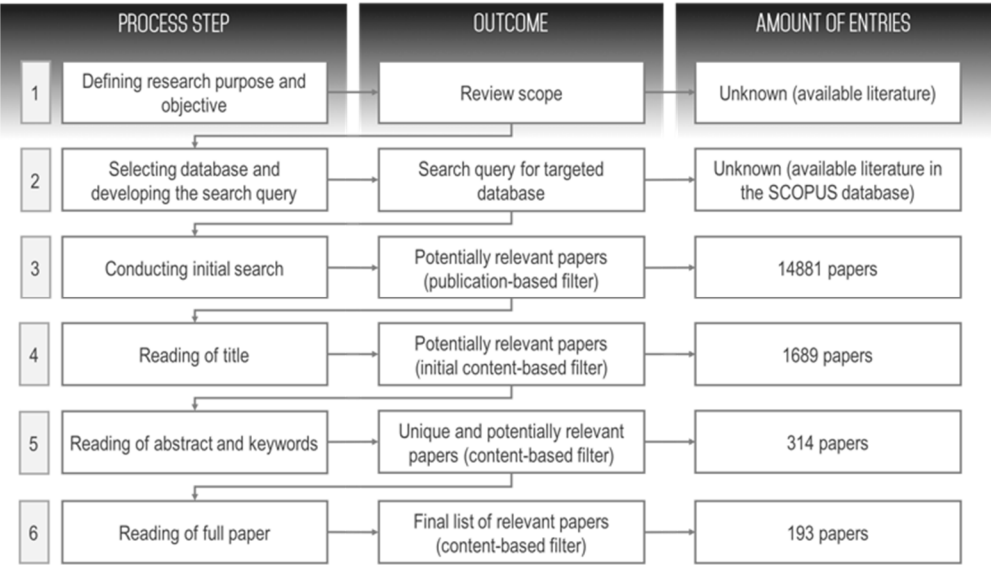 PROCESS STEP
OUTCOME
AMOUNT OF ENTRIES
1
Defining research purpose and
objective
Review scope
Unknown (available literature)
2
Selecting database and
developing the search query
Search query for targeted
database
Unknown (available literature in
the SCOPUS database)
3
Conducting initial search
Potentially relevant papers
(publication-based filter)
14881 papers
4
Reading of title
Potentially relevant papers
(initial content-based filter)
1689 papers
5
Reading of abstract and keywords
Unique and potentially relevant
papers (content-based filter)
314 papers
6
Reading of full paper
Final list of relevant papers
(content-based filter)
193 papers